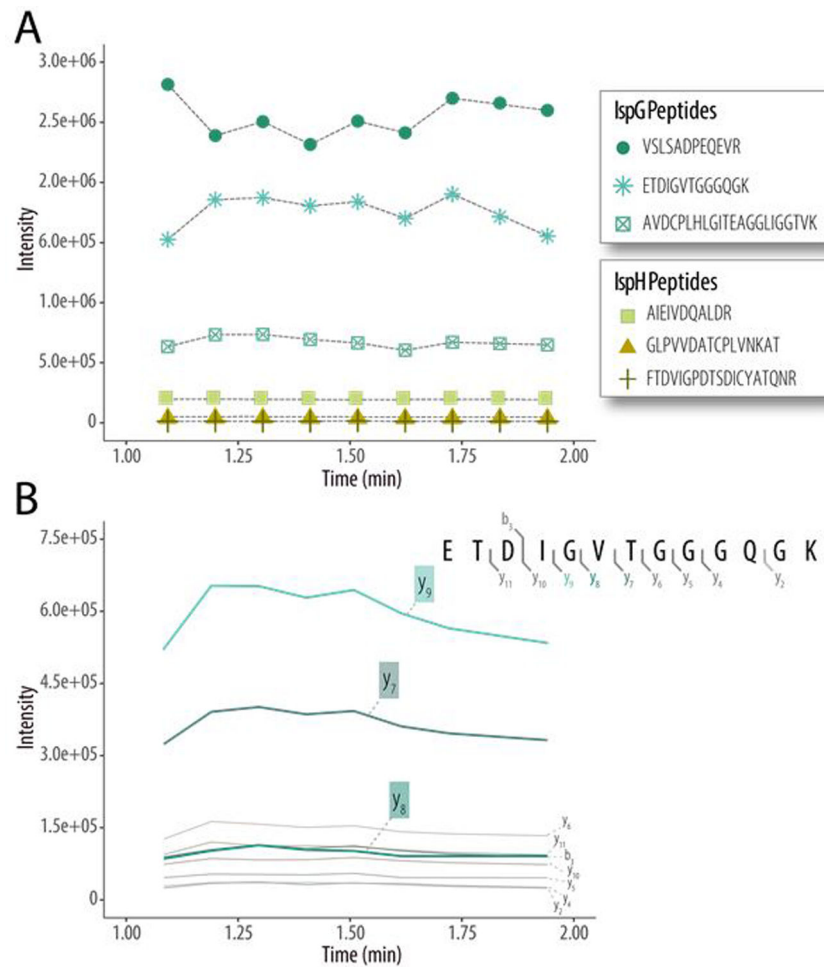 A
3.0e+06
2.5e+06
2.0e+06
6.0e+05
1.0e+06
5.0e+05
0
Intensity
1.00 1.25 1.50 1.75 2.00
Time (min)
IspG Peptides
VSLSADPEQEVR
ETDIGVTGGGQGK
AVDCPLHLGITEAGGLIGGTVK
IspH Peptides
AIEIVDQALDR
GLPVVDATCPLVNKAT
FTDVIGPDTSDICYATQNR
B
7.5e+05
6.0e+05
4.5e+05
3.0e+05
1.5e+05
0
Intensity
b3
E T D I G V T G G G Q G K
y11 y10 y9 y8 y7 y6 y5 y4 y2
y9
y7
y8
y6
y11
b3
y10
y5
y4
y2
1.00 1.25 1.50 1.75 2.00
Time (min)